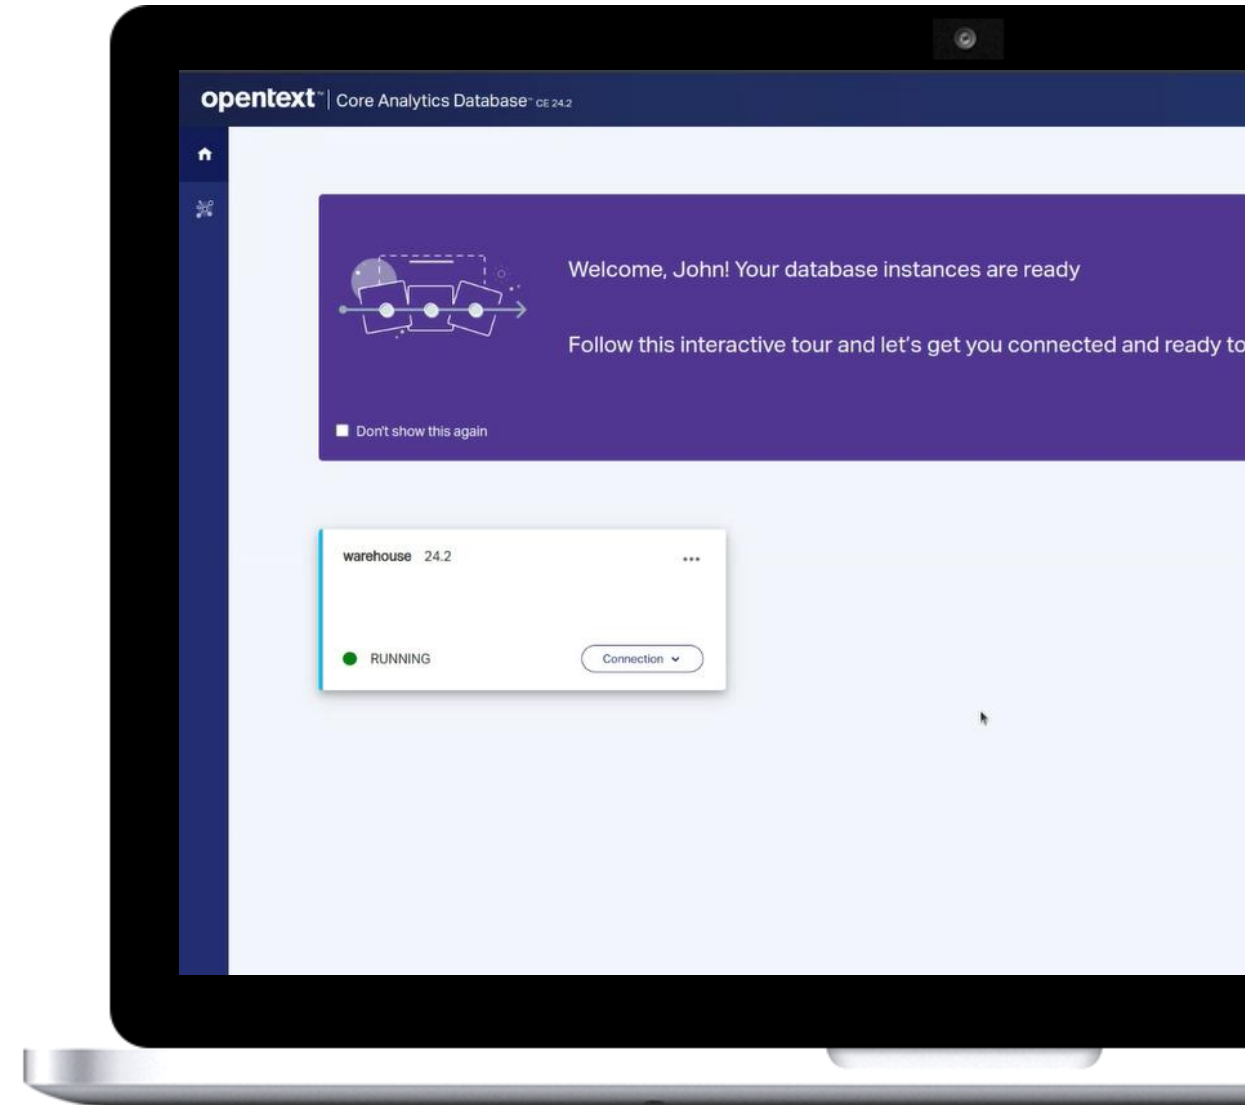 opentext™ | Core Analytics Database™ CE 24.2
Welcome, John! Your database instances are ready
Follow this interactive tour and let's get you connected and ready to
Don't show this again
warehouse 24.2
RUNNING
Connection